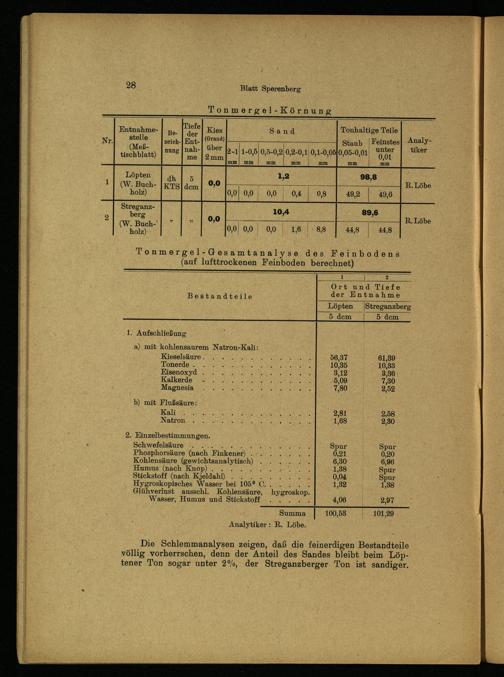 28
Blatt Sperenberg
Tonmergel-Körnung
Nr. Entnahmestelle (Meßtischblatt) Bezeichnung Tiefe der Entnahme Kies (Grand) über 2 mm Sand Tonhaltige Teile Analytiker
2–1 mm 1–0,5 mm 0,5–0,2 mm 0,2–0,1 mm 0,1–0,05 mm Staub 0,05–0,01 mm Feinstes unter 0,01 mm
1 Löpten (W. Buchholz) dh KTS 5 dcm 0,0 1,2 98,8 R. Löbe
0,0 0,0 0,0 0,4 0,8 49,2 49,6
2 Streganzberg (W. Buchholz) „ „ 0,0 10,4 89,6 R. Löbe
0,0 0,0 0,0 1,6 8,8 44,8 44,8
Tonmergel-Gesamtanalyse des Feinbodens
(auf lufttrockenen Feinboden berechnet)
1 2
Bestandteile Ort und Tiefe
der Entnahme
Löpten Streganzberg
5 dcm 5 dcm
1. Aufschließung
a) mit kohlensaurem Natron-Kali:
Kieselsäure 56,37 61,39
Tonerde 10,35 10,33
Eisenoxyd 3,12 3,36
Kalkerde 5,09 7,30
Magnesia 7,80 2,52
b) mit Flußsäure:
Kali 2,81 2,58
Natron 1,68 2,30
2. Einzelbestimmungen.
Schwefelsäure Spur Spur
Phosphorsäure (nach Finkener) 0,21 0,20
Kohlensäure (gewichtsanalytisch) 6,30 6,96
Humus (nach Knop) 1,38 Spur
Stickstoff (nach Kjeldahl) 0,04 Spur
Hygroskopisches Wasser bei 105° C. 1,32 1,38
Glühverlust ausschl. Kohlensäure, hygroskop.
Wasser, Humus und Stickstoff 4,06 2,97
Summa 100,53 101,29
Analytiker: R. Löbe.
Die Schlemmanalysen zeigen, daß die feinerdigen Bestandteile
völlig vorherrschen, denn der Anteil des Sandes bleibt beim Löp-
tener Ton sogar unter 2%, der Streganzberger Ton ist sandiger.